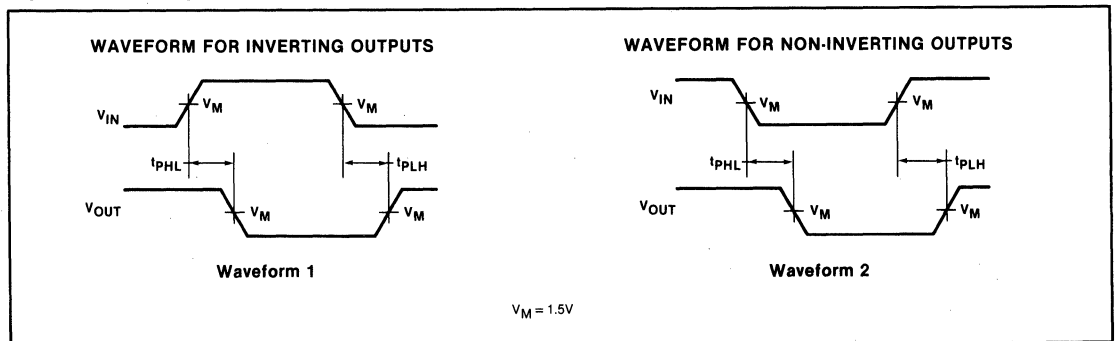 WAVEFORM FOR INVERTING OUTPUTS
VIN
VM
VM
tPHL
tPLH
VOUT
VM
VM
Waveform 1
WAVEFORM FOR NON-INVERTING OUTPUTS
VIN
VM
VM
tPHL
tPLH
VOUT
VM
VM
Waveform 2
VM = 1.5V